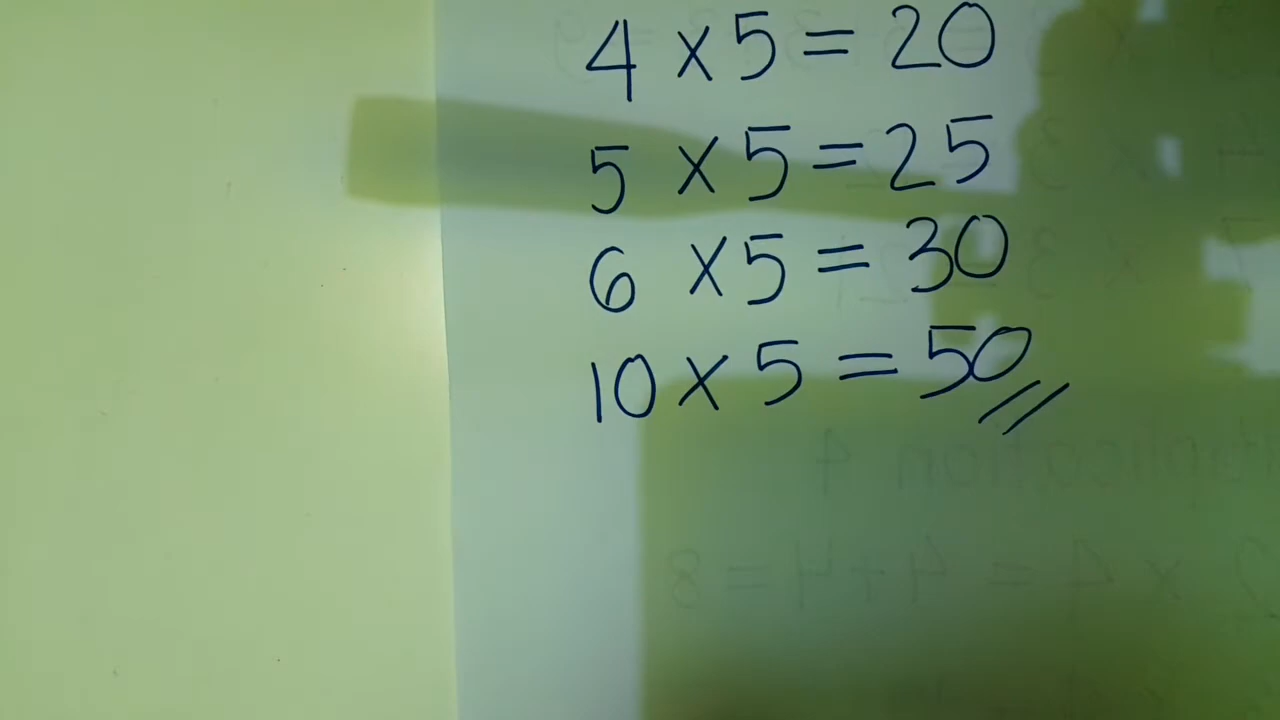 4 x 5 = 20
5 x 5 = 25
6 x 5 = 30
10 x 5 = 50